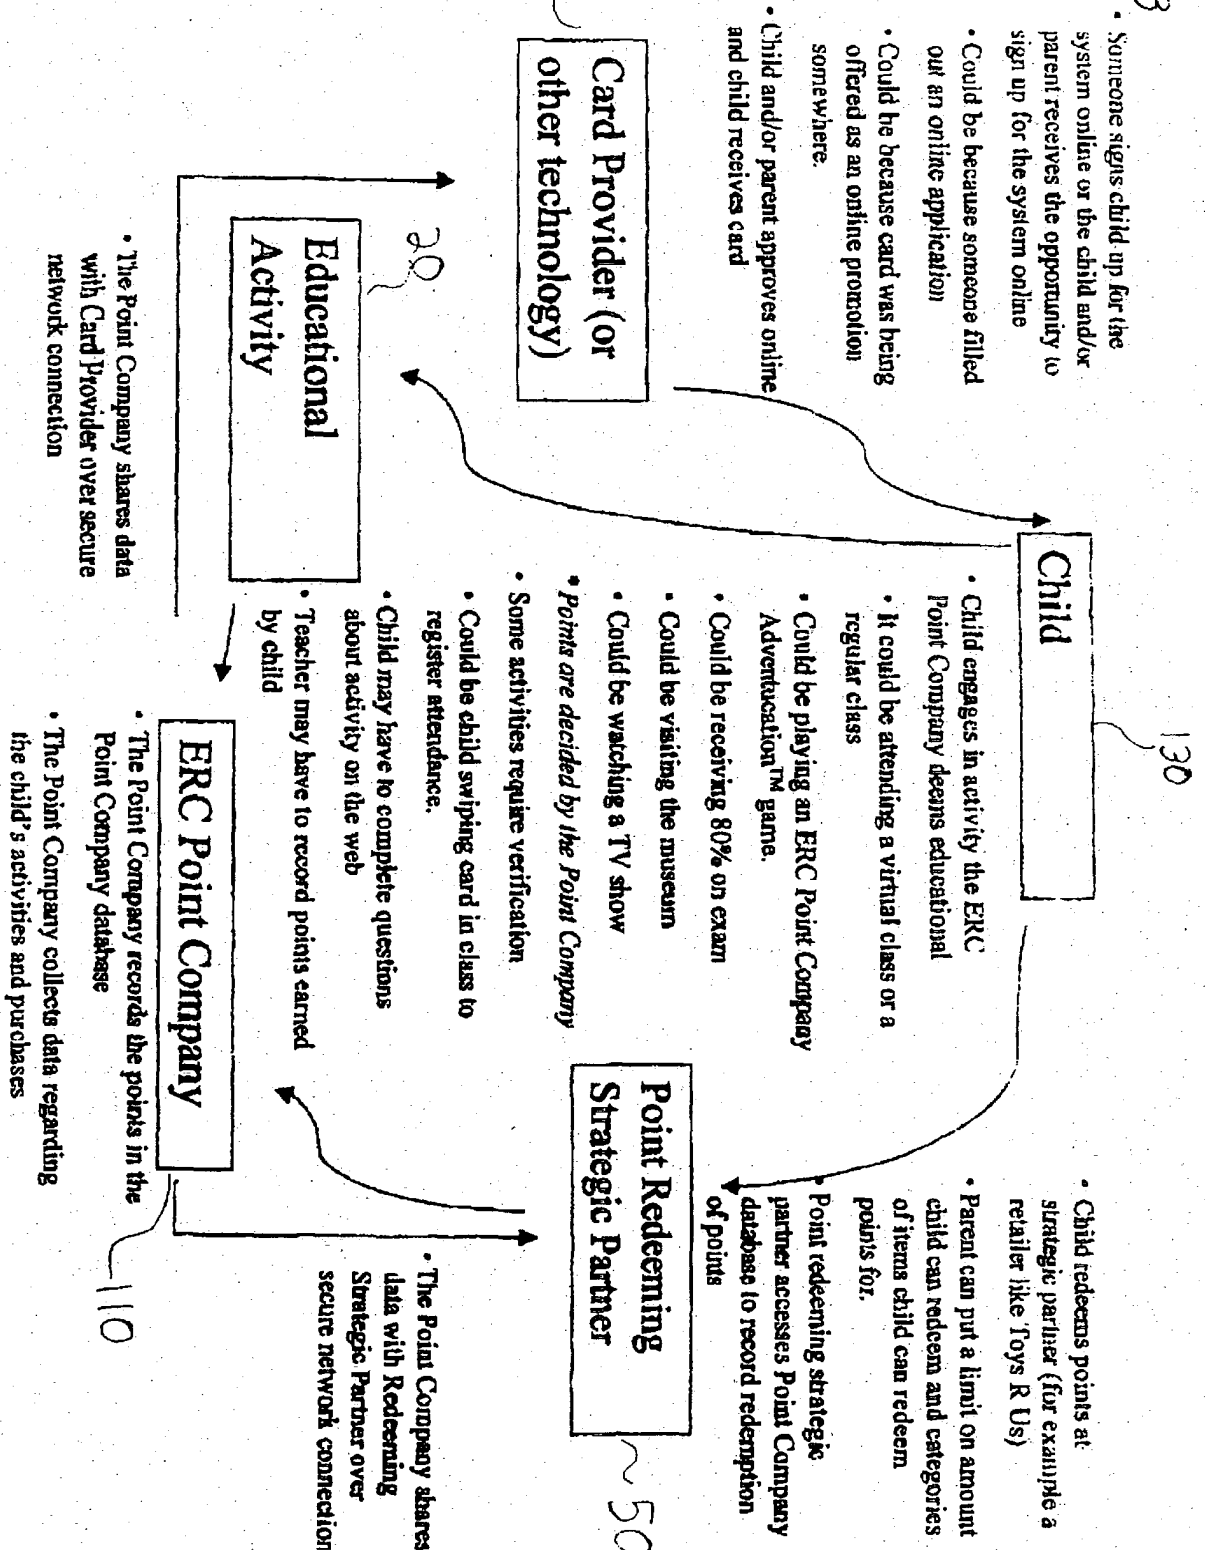 3
• Someone signs child up for the
system online or the child and/or
parent receives the opportunity to
sign up for the system online
• Could be because someone filled
out an online application
• Could be because card was being
offered as an online promotion
somewhere.
• Child and/or parent approves online
and child receives card
Card Provider (or
other technology)
20
Educational
Activity
• The Point Company shares data
with Card Provider over secure
network connection
130
Child
• Child engages in activity the ERC
Point Company deems educational
• It could be attending a virtual class or a
regular class
• Could be playing an ERC Point Company
Adventucation™ game.
• Could be receiving 80% on exam
• Could be visiting the museum
• Could be watching a TV show
• Points are decided by the Point Company
• Some activities require verification
• Could be child swiping card in class to
register attendance.
• Child may have to complete questions
about activity on the web
• Teacher may have to record points earned
by child
ERC Point Company
110
• The Point Company records the points in the
Point Company database
• The Point Company collects data regarding
the child's activities and purchases
• Child redeems points at
strategic partner (for example a
retailer like Toys R Us)
• Parent can put a limit on amount
child can redeem and categories
of items child can redeem
points for.
• Point redeeming strategic
partner accesses Point Company
database to record redemption
of points
Point Redeeming
Strategic Partner
50
• The Point Company shares
data with Redeeming
Strategic Partner over
secure network connection